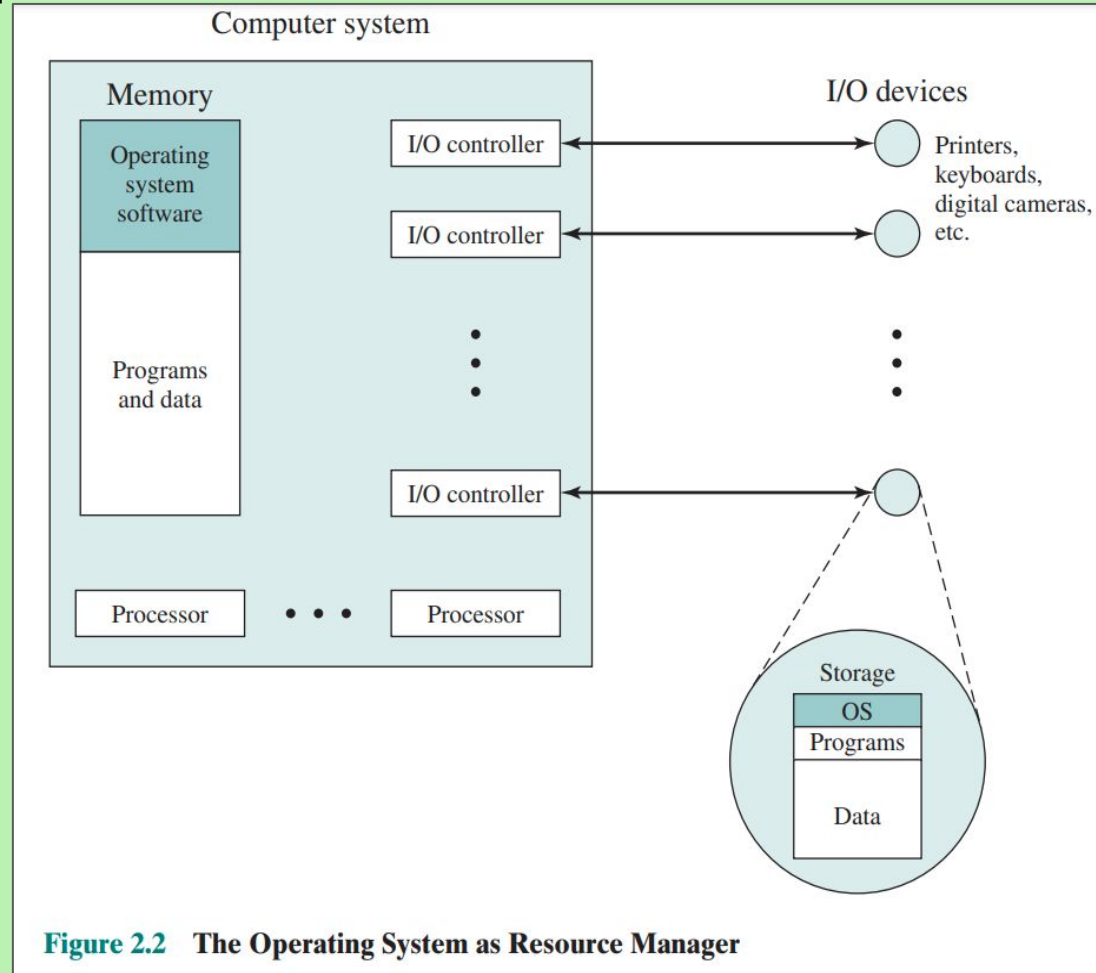 Computer system
Memory
Operating
system
software
Programs
and data
I/O controller
I/O controller
I/O controller
Processor
Processor
I/O devices
Printers,
keyboards,
digital cameras,
etc.
Storage
OS
Programs
Data
Figure 2.2 The Operating System as Resource Manager